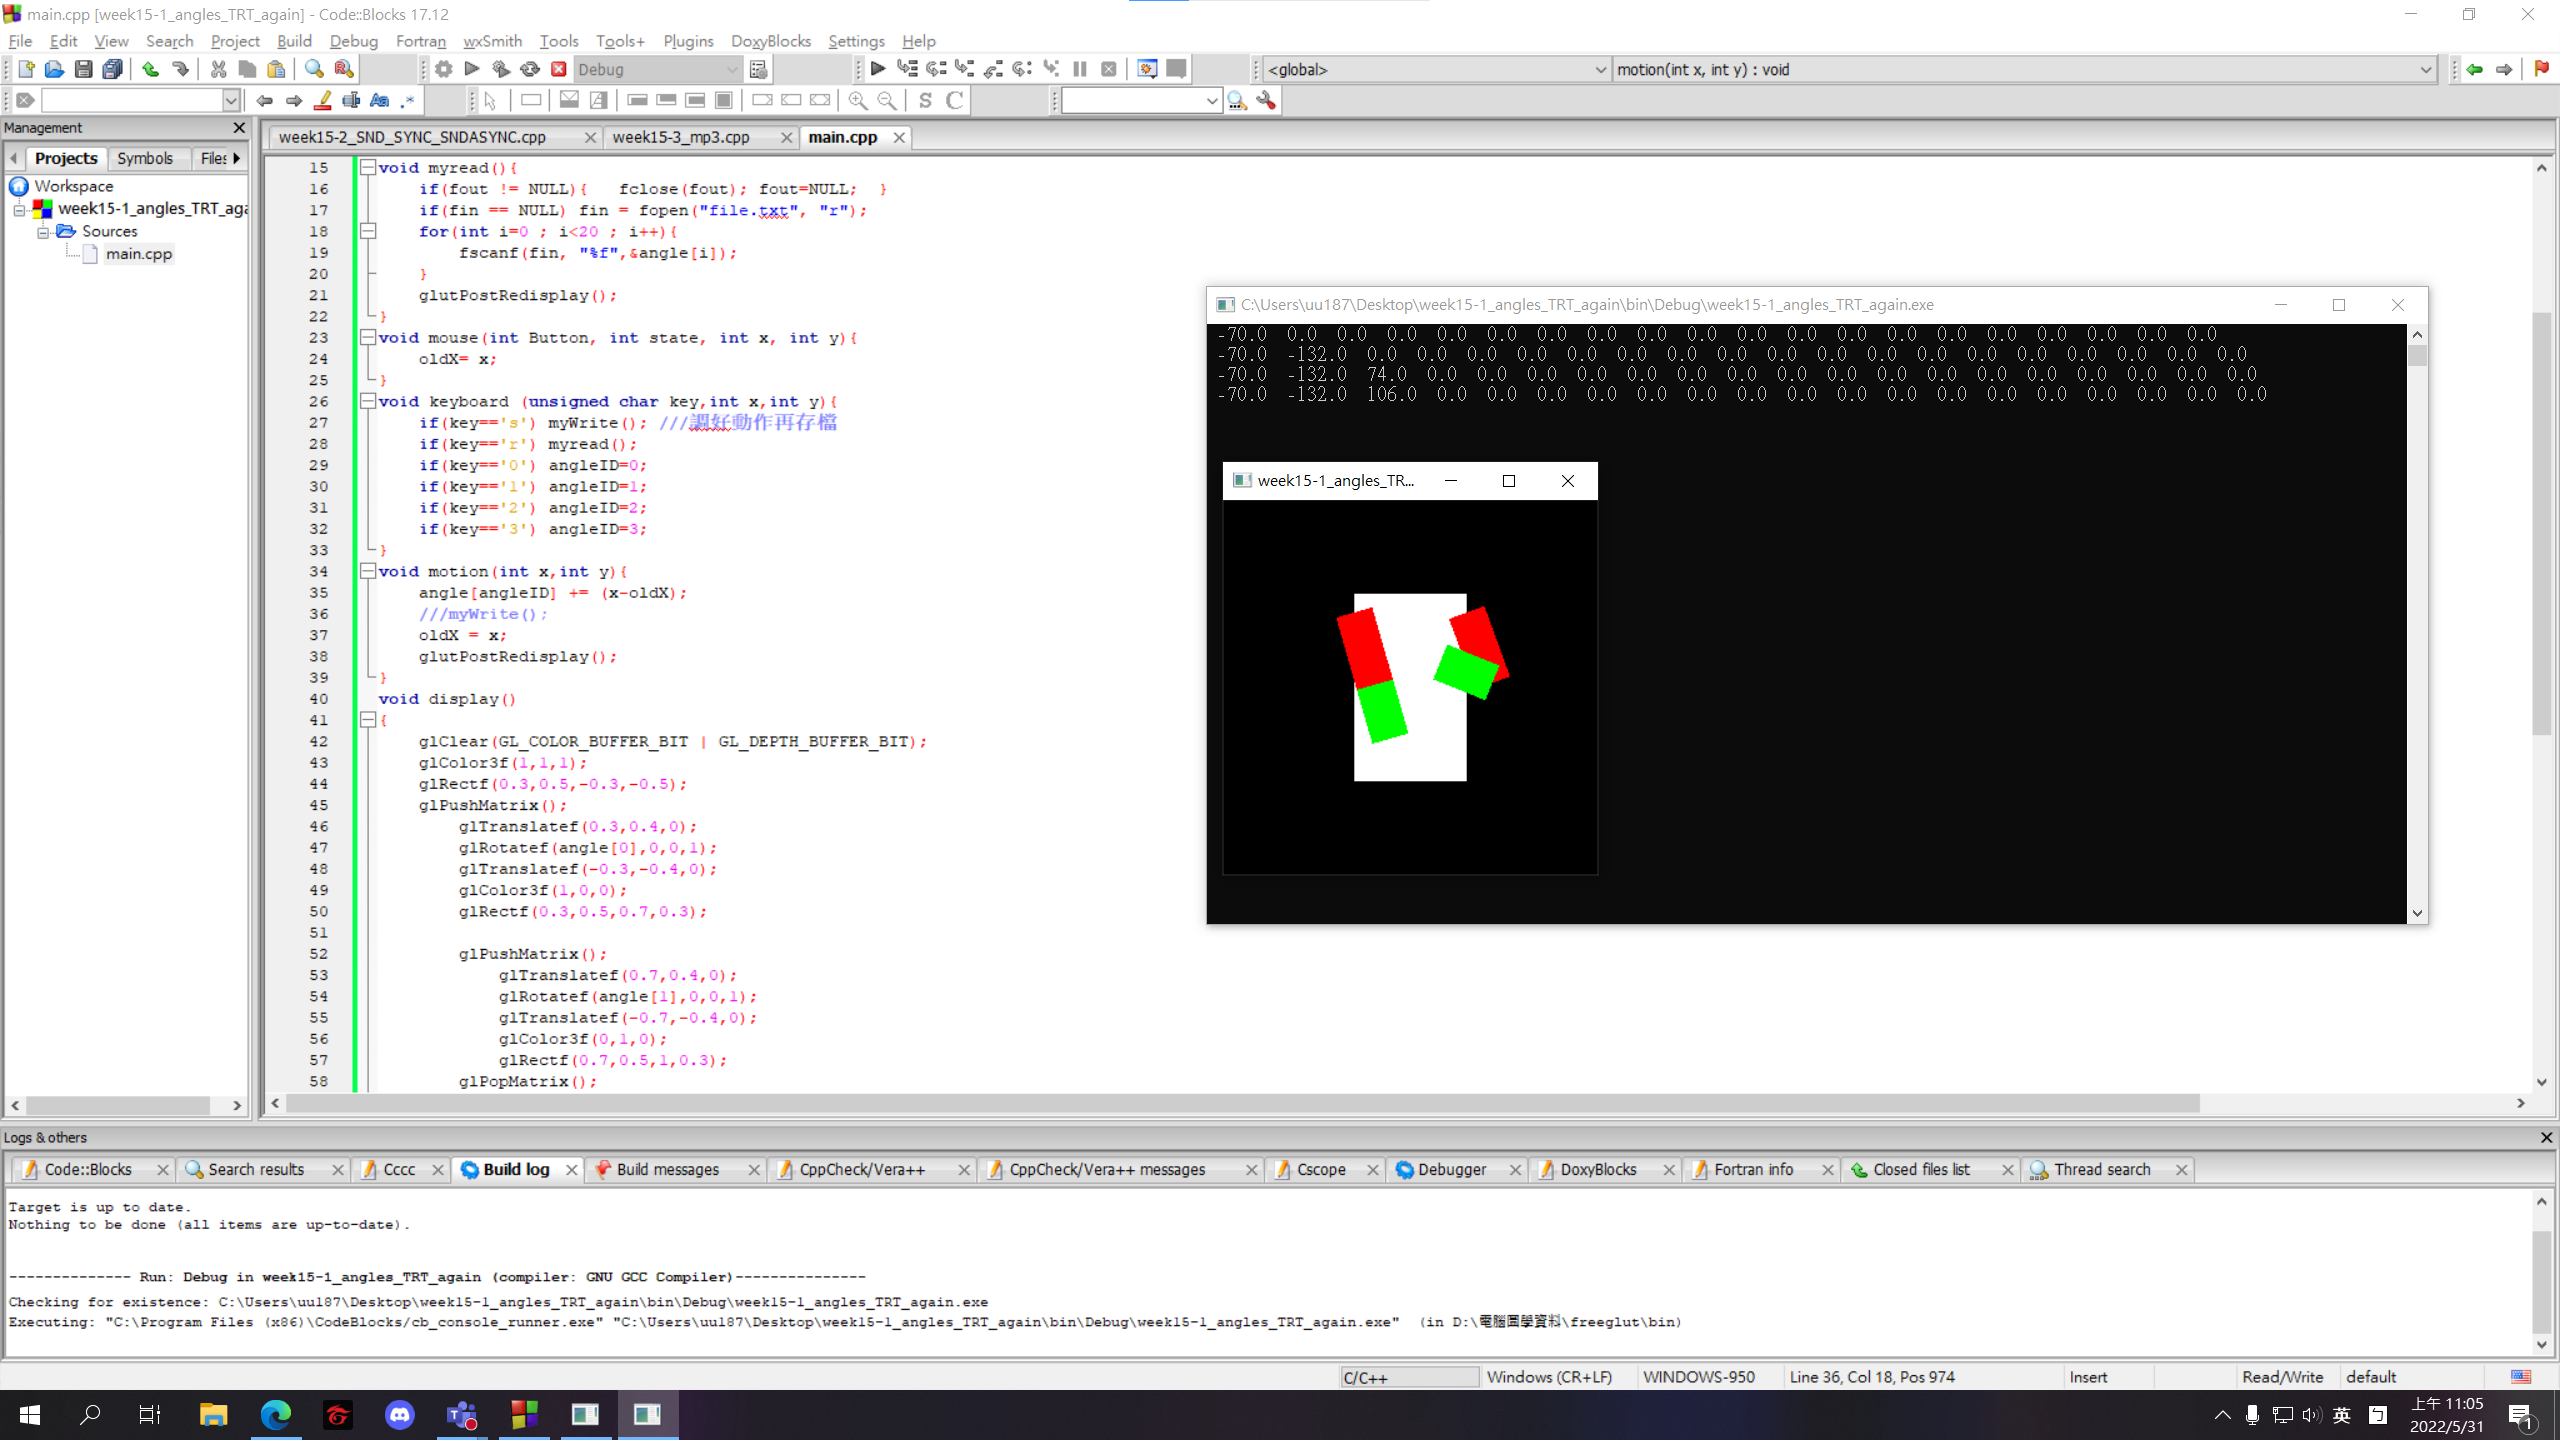 main.cpp [week15-1_angles_TRT_again] - Code::Blocks 17.12
File Edit View Search Project Build Debug Fortran wxSmith Tools Tools+ Plugins DoxyBlocks Settings Help
Debug
<global>
motion(int x, int y) : void
Management
Projects Symbols Files
Workspace
week15-1_angles_TRT_aga
Sources
main.cpp
week15-2_SND_SYNC_SNDASYNC.cpp week15-3_mp3.cpp main.cpp
15 void myread(){
16 if(fout != NULL){ fclose(fout); fout=NULL; }
17 if(fin == NULL) fin = fopen("file.txt", "r");
18 for(int i=0 ; i<20 ; i++){
19 fscanf(fin, "%f",&angle[i]);
20 }
21 glutPostRedisplay();
22 }
23 void mouse(int Button, int state, int x, int y){
24 oldX= x;
25 }
26 void keyboard (unsigned char key,int x,int y){
27 if(key=='s') myWrite(); ///調好動作再存檔
28 if(key=='r') myread();
29 if(key=='0') angleID=0;
30 if(key=='1') angleID=1;
31 if(key=='2') angleID=2;
32 if(key=='3') angleID=3;
33 }
34 void motion(int x,int y){
35 angle[angleID] += (x-oldX);
36 ///myWrite();
37 oldX = x;
38 glutPostRedisplay();
39 }
40 void display()
41 {
42 glClear(GL_COLOR_BUFFER_BIT | GL_DEPTH_BUFFER_BIT);
43 glColor3f(1,1,1);
44 glRectf(0.3,0.5,-0.3,-0.5);
45 glPushMatrix();
46 glTranslatef(0.3,0.4,0);
47 glRotatef(angle[0],0,0,1);
48 glTranslatef(-0.3,-0.4,0);
49 glColor3f(1,0,0);
50 glRectf(0.3,0.5,0.7,0.3);
51
52 glPushMatrix();
53 glTranslatef(0.7,0.4,0);
54 glRotatef(angle[1],0,0,1);
55 glTranslatef(-0.7,-0.4,0);
56 glColor3f(0,1,0);
57 glRectf(0.7,0.5,1,0.3);
58 glPopMatrix();
C:\Users\uu187\Desktop\week15-1_angles_TRT_again\bin\Debug\week15-1_angles_TRT_again.exe
-70.0 0.0 0.0 0.0 0.0 0.0 0.0 0.0 0.0 0.0 0.0 0.0 0.0 0.0 0.0 0.0 0.0 0.0 0.0 0.0
-70.0 -132.0 0.0 0.0 0.0 0.0 0.0 0.0 0.0 0.0 0.0 0.0 0.0 0.0 0.0 0.0 0.0 0.0 0.0 0.0
-70.0 -132.0 74.0 0.0 0.0 0.0 0.0 0.0 0.0 0.0 0.0 0.0 0.0 0.0 0.0 0.0 0.0 0.0 0.0 0.0
-70.0 -132.0 106.0 0.0 0.0 0.0 0.0 0.0 0.0 0.0 0.0 0.0 0.0 0.0 0.0 0.0 0.0 0.0 0.0 0.0
week15-1_angles_TR...
Logs & others
Code::Blocks Search results Cccc Build log Build messages CppCheck/Vera++ CppCheck/Vera++ messages Cscope Debugger DoxyBlocks Fortran info Closed files list Thread search
Target is up to date.
Nothing to be done (all items are up-to-date).
-------------- Run: Debug in week15-1_angles_TRT_again (compiler: GNU GCC Compiler)---------------
Checking for existence: C:\Users\uu187\Desktop\week15-1_angles_TRT_again\bin\Debug\week15-1_angles_TRT_again.exe
Executing: "C:\Program Files (x86)\CodeBlocks/cb_console_runner.exe" "C:\Users\uu187\Desktop\week15-1_angles_TRT_again\bin\Debug\week15-1_angles_TRT_again.exe" (in D:\電腦圖學資料\freeglut\bin)
C/C++ Windows (CR+LF) WINDOWS-950 Line 36, Col 18, Pos 974 Insert Read/Write default
英 上午 11:05
2022/5/31
1